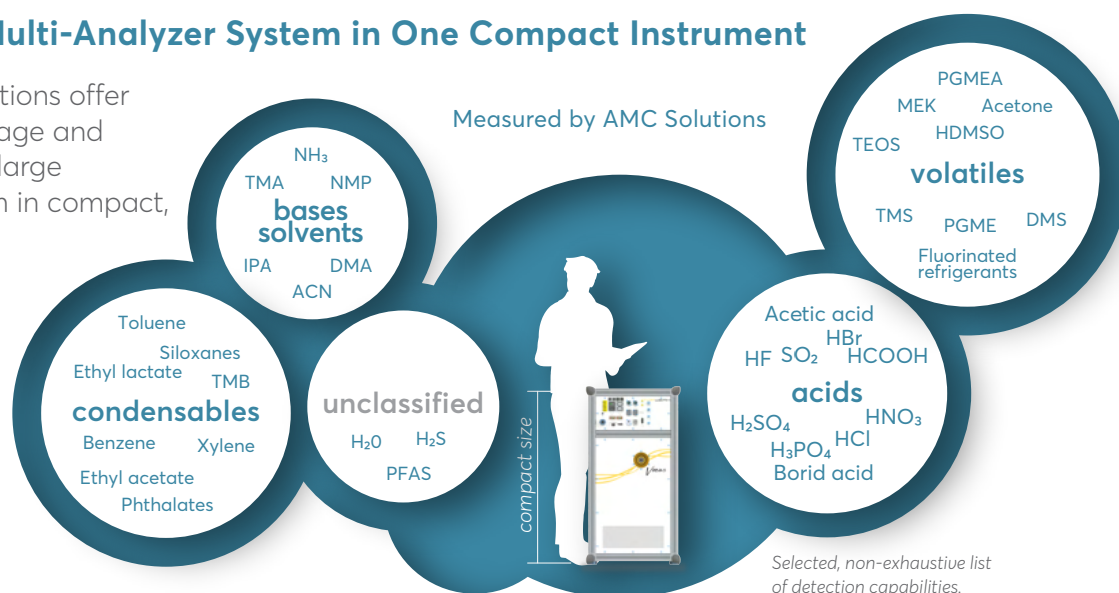 Multi-Analyzer System in One Compact Instrument
tions offer
age and
large
n in compact,
Measured by AMC Solutions
NH₃
TMA NMP
bases
solvents
IPA DMA
ACN
Toluene
Siloxanes
Ethyl lactate
TMB
condensables
Benzene Xylene
Ethyl acetate
Phthalates
unclassified
H₂0 H₂S
PFAS
compact size
PGMEA
MEK Acetone
HDMSO
TEOS
volatiles
TMS PGME DMS
Fluorinated
refrigerants
Acetic acid
HBr
HF SO₂ HCOOH
acids
H₂SO₄ HNO₃
H₃PO₄ HCl
Borid acid
Selected, non-exhaustive list
of detection capabilities.